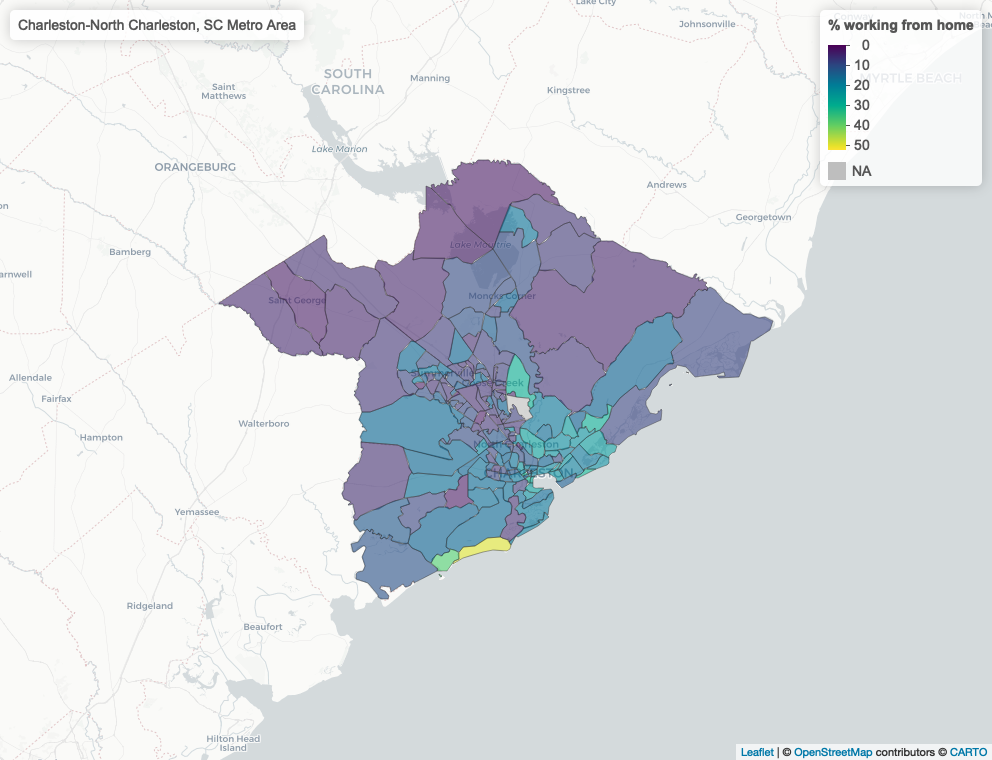 Charleston-North Charleston, SC Metro Area
% working from home
0
10
20
30
40
50
NA
Lake City
Johnsonville
MYRTLE BEACH
SOUTH
CAROLINA
Manning
Saint
Matthews
Kingstree
Lake Marion
ORANGEBURG
Andrews
Georgetown
Bamberg
Lake Moultrie
Saint George
Moncks Corner
Allendale
Fairfax
Summerville
Goose Creek
Walterboro
Hampton
North Charleston
CHARLESTON
Yemassee
Ridgeland
Beaufort
Hilton Head
Island
Leaflet | © OpenStreetMap contributors © CARTO